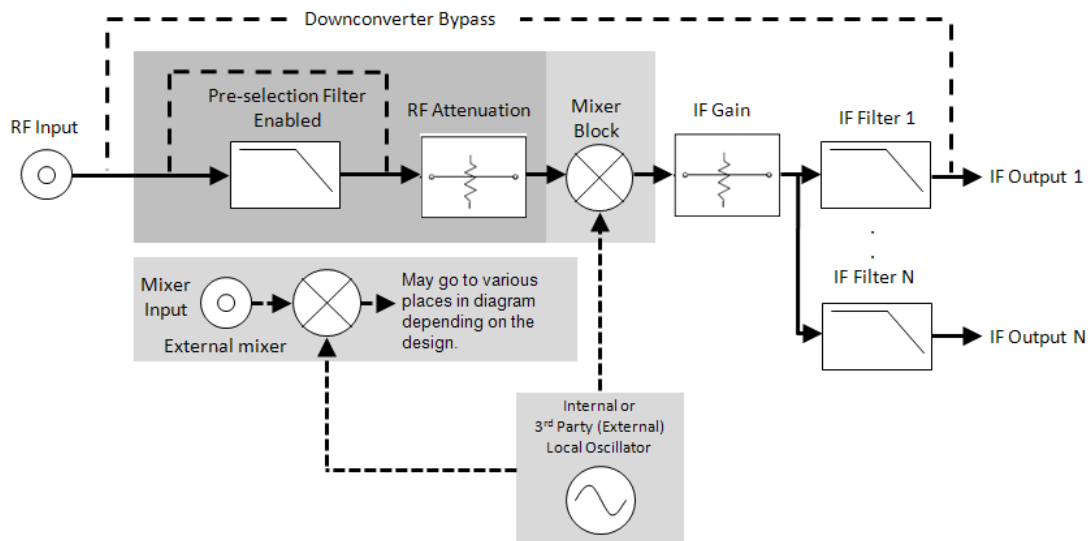 Downconverter Bypass
RF Input
Pre-selection Filter
Enabled
RF Attenuation
Mixer
Block
IF Gain
IF Filter 1
IF Output 1
.
.
IF Filter N
IF Output N
Mixer
Input
External mixer
May go to various
places in diagram
depending on the
design.
Internal or
3rd Party (External)
Local Oscillator